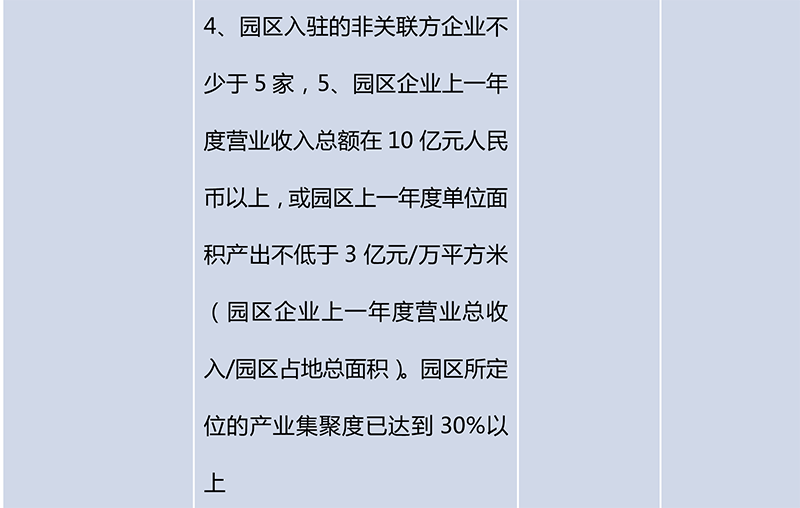 4、园区入驻的非关联方企业不
少于 5 家，5、园区企业上一年
度营业收入总额在 10 亿元人民
币以上，或园区上一年度单位面
积产出不低于 3 亿元/万平方米
（园区企业上一年度营业总收
入/园区占地总面积）。园区所定
位的产业集聚度已达到 30%以
上